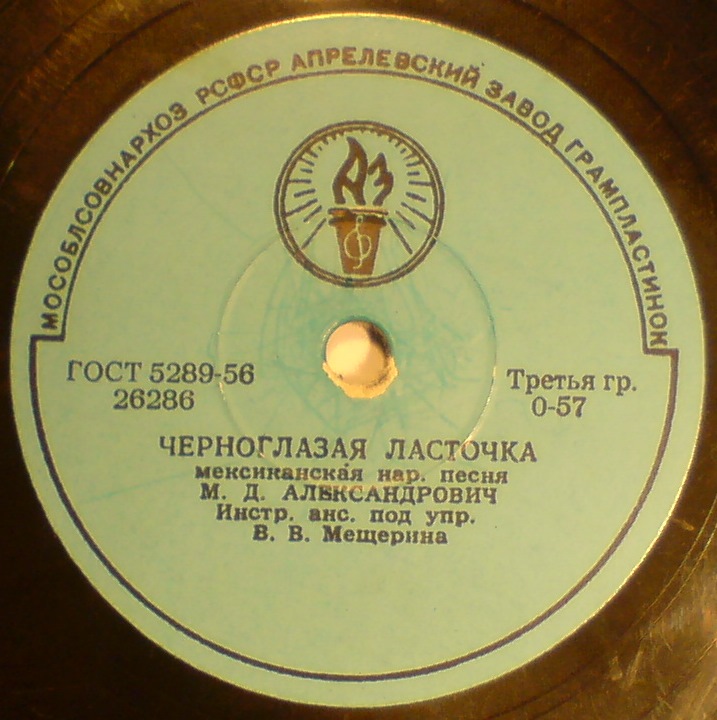 МОСОБЛСОВНАРХОЗ РСФСР АПРЕЛЕВСКИЙ ЗАВОД ГРАМПЛАСТИНОК
АЗ
ГОСТ 5289-56
26286
Третья гр.
0-57
ЧЕРНОГЛАЗАЯ ЛАСТОЧКА
мексиканская нар. песня
М. Д. АЛЕКСАНДРОВИЧ
Инстр. анс. под упр.
В. В. Мещерина